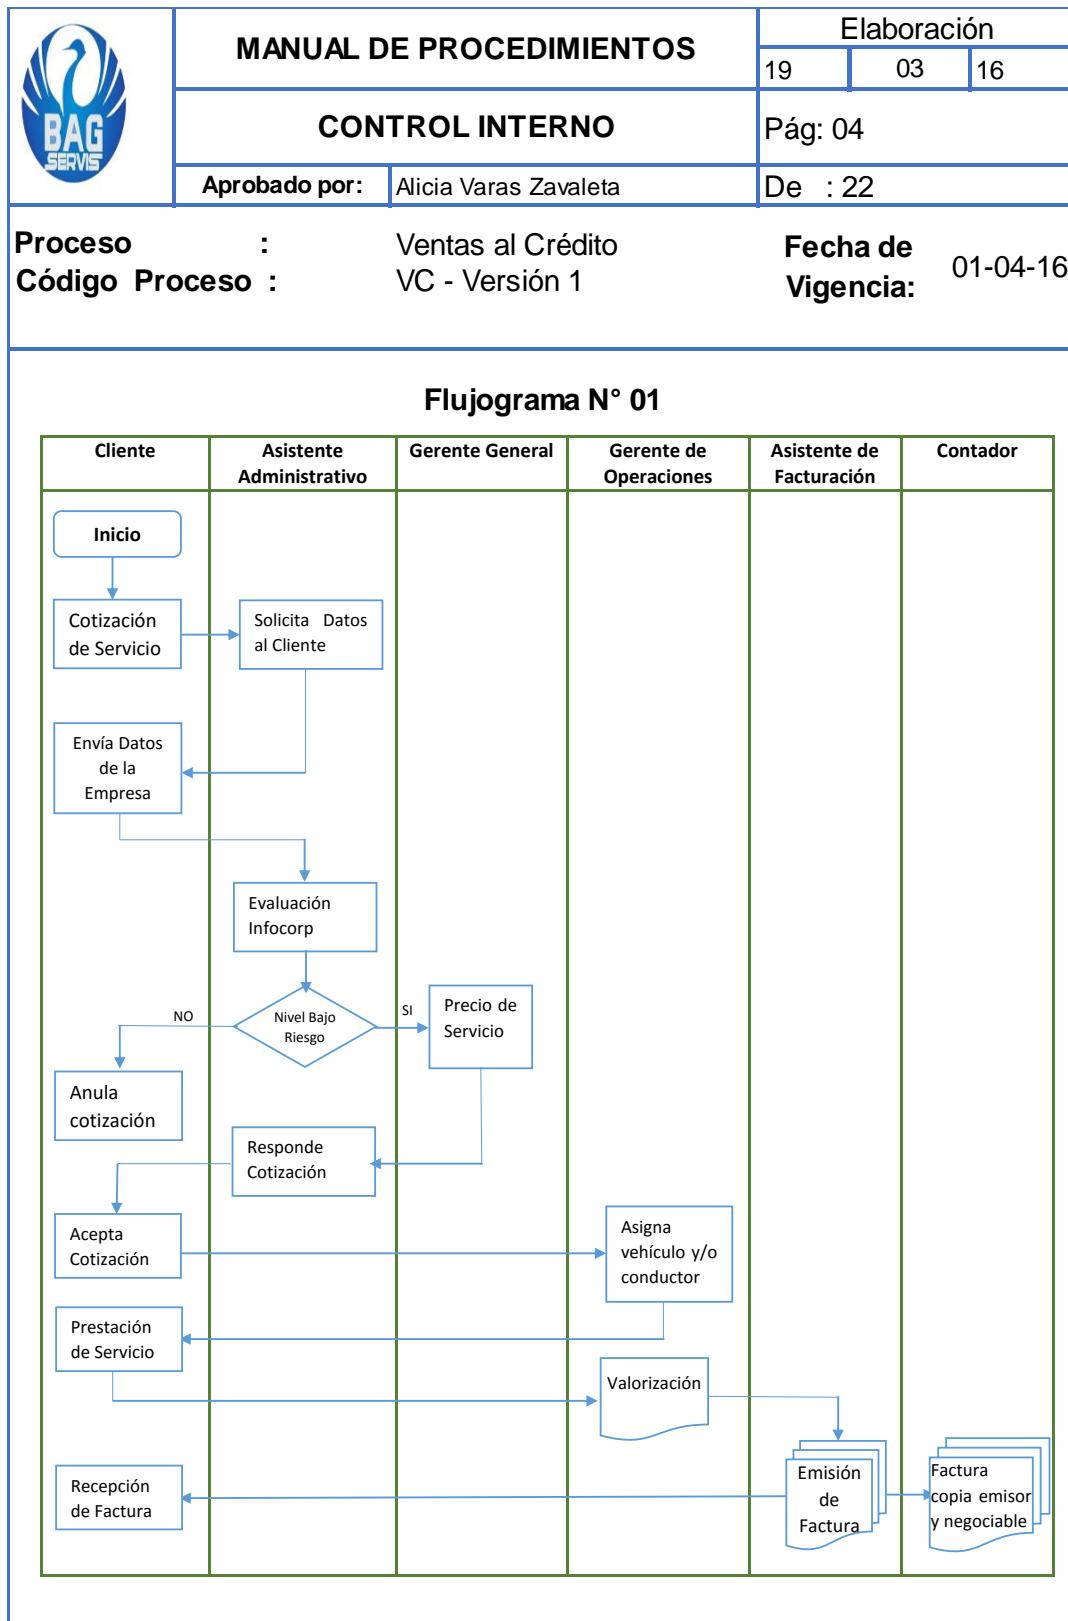 BAG
SERVIS
MANUAL DE PROCEDIMIENTOS
Elaboración
19 03 16
CONTROL INTERNO
Pág: 04
Aprobado por: Alicia Varas Zavaleta
De : 22
Proceso : Ventas al Crédito
Código Proceso : VC - Versión 1
Fecha de
Vigencia: 01-04-16
Flujograma N° 01
Cliente
Asistente
Administrativo
Gerente General
Gerente de
Operaciones
Asistente de
Facturación
Contador
Inicio
Cotización
de Servicio
Solicita Datos
al Cliente
Envía Datos
de la
Empresa
Evaluación
Infocorp
Nivel Bajo
Riesgo
NO
SI
Precio de
Servicio
Anula
cotización
Responde
Cotización
Acepta
Cotización
Asigna
vehículo y/o
conductor
Prestación
de Servicio
Valorización
Emisión
de
Factura
Factura
copia emisor
y negociable
Recepción
de Factura